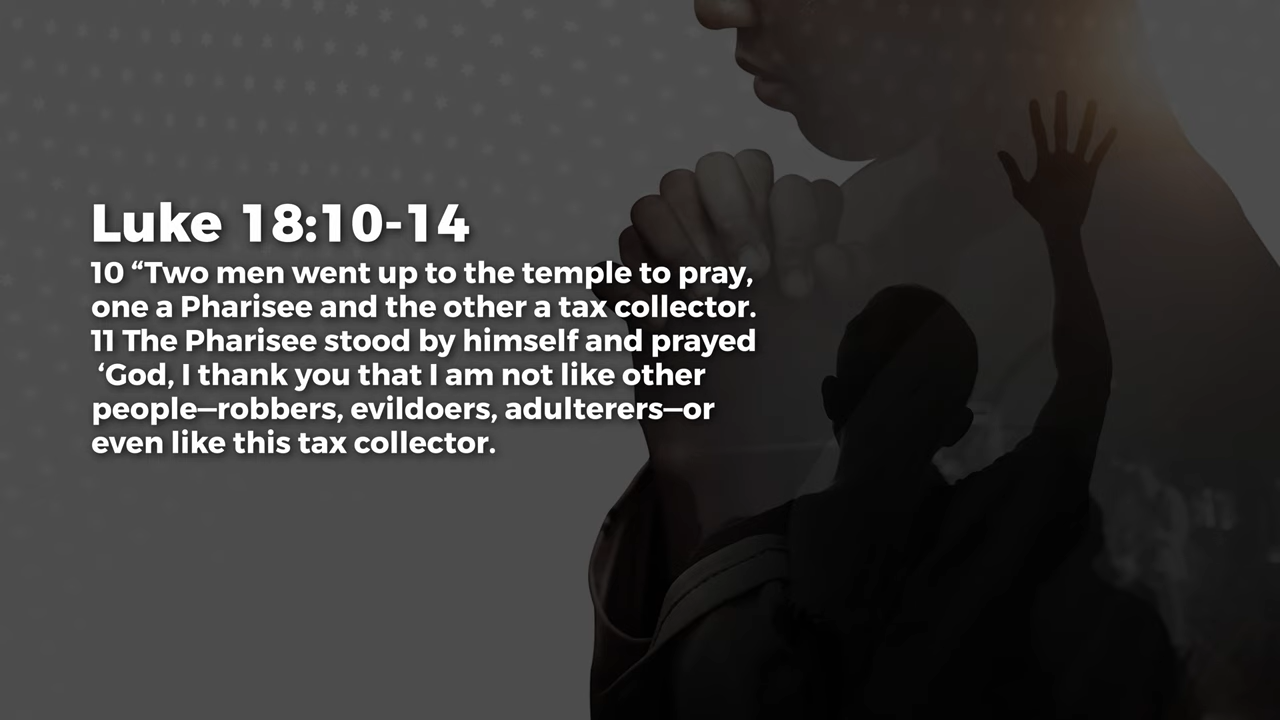 Luke 18:10-14
10 “Two men went up to the temple to pray,
one a Pharisee and the other a tax collector.
11 The Pharisee stood by himself and prayed
‘God, I thank you that I am not like other
people—robbers, evildoers, adulterers—or
even like this tax collector.